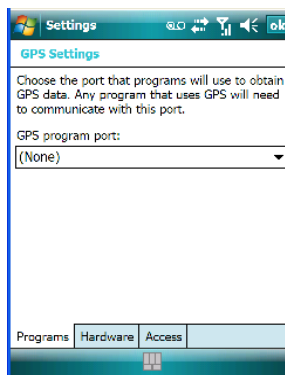 Settings
ok
GPS Settings
Choose the port that programs will use to obtain
GPS data. Any program that uses GPS will need
to communicate with this port.
GPS program port:
(None)
Programs Hardware Access